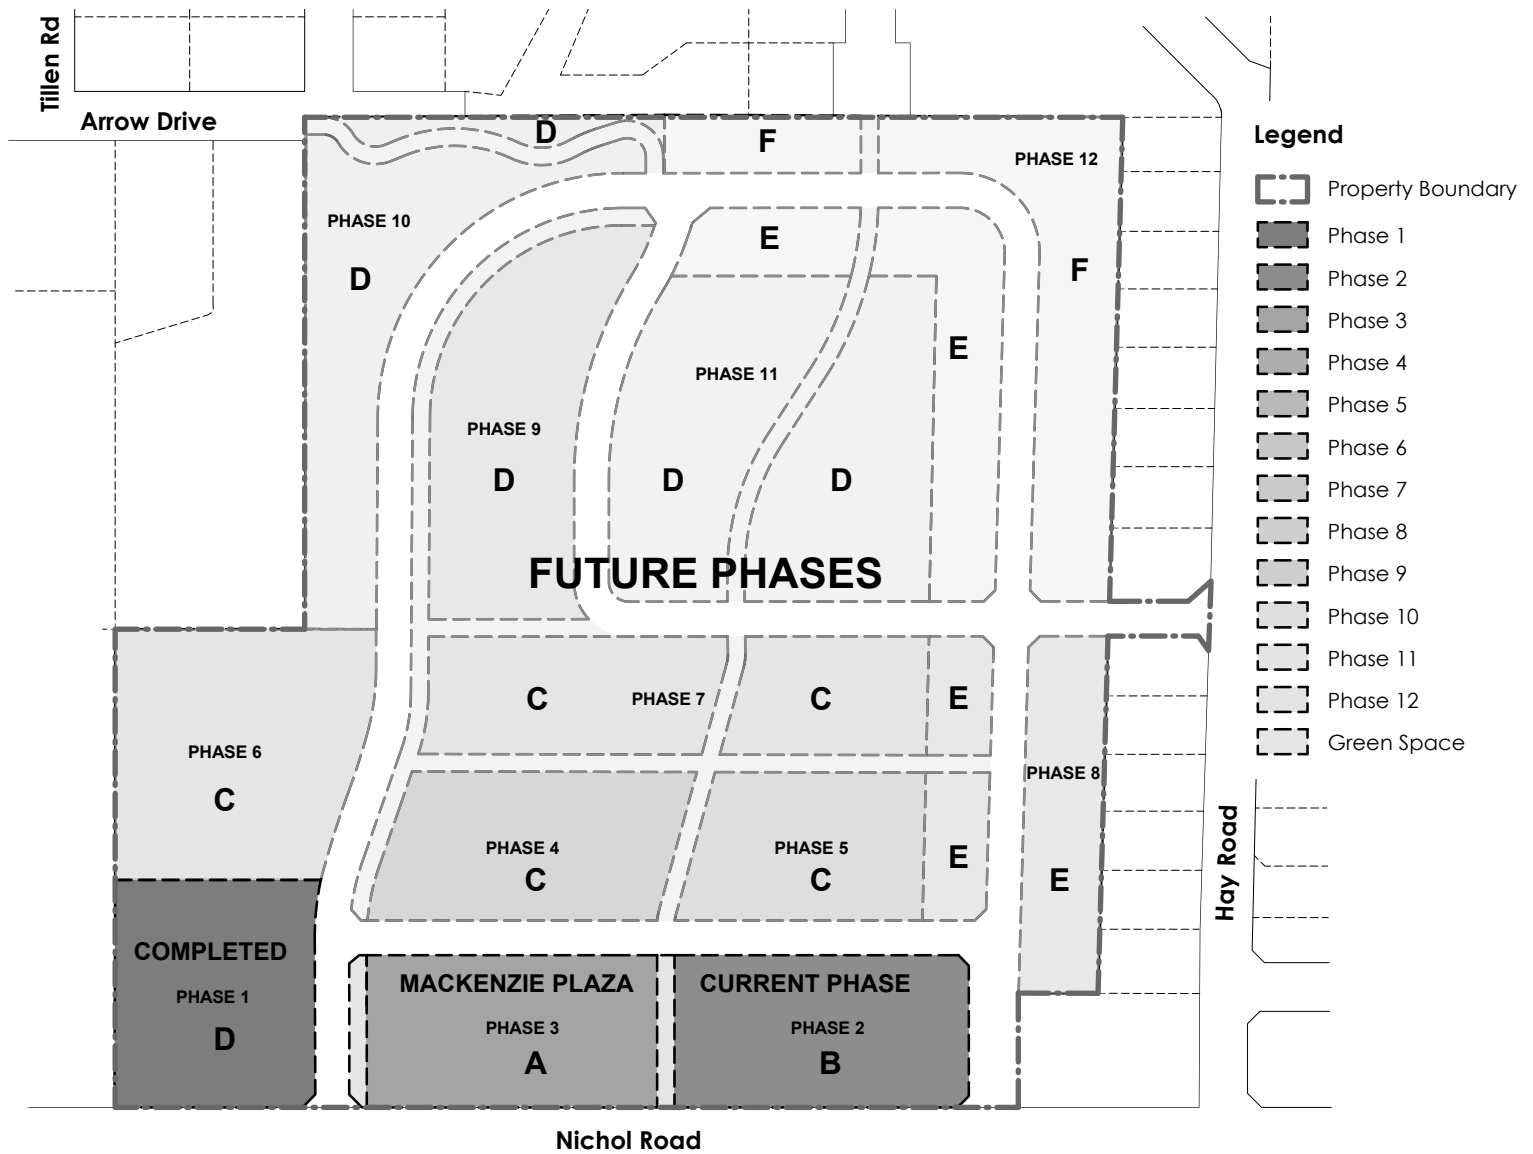 Tillen Rd
Arrow Drive
D
F
PHASE 12
PHASE 10
D
E
F
E
PHASE 11
PHASE 9
D
D
D
FUTURE PHASES
C
PHASE 7
C
E
PHASE 6
C
PHASE 8
PHASE 4
C
PHASE 5
C
E
E
Hay Road
COMPLETED
PHASE 1
D
MACKENZIE PLAZA
PHASE 3
A
CURRENT PHASE
PHASE 2
B
Nichol Road
Legend
Property Boundary
Phase 1
Phase 2
Phase 3
Phase 4
Phase 5
Phase 6
Phase 7
Phase 8
Phase 9
Phase 10
Phase 11
Phase 12
Green Space